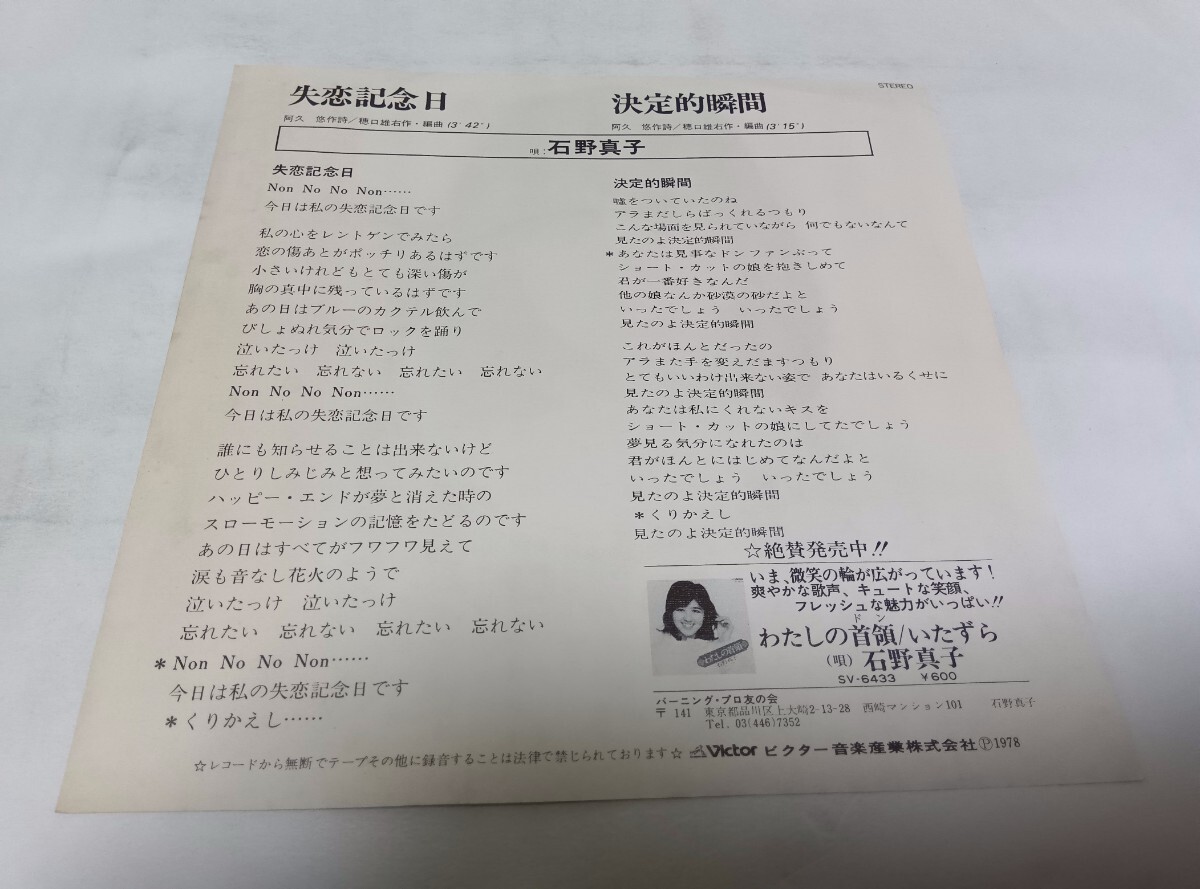 STEREO
失恋記念日
阿久 悠作詩/穂口雄右作・編曲(3'42")
決定的瞬間
阿久 悠作詩/穂口雄右作・編曲(3'15")
唄:石野真子
失恋記念日
Non No No Non……
今日は私の失恋記念日です
私の心をレントゲンでみたら
恋の傷あとがポッチリあるはずです
小さいけれどもとても深い傷が
胸の真中に残っているはずです
あの日はブルーのカクテル飲んで
びしょぬれ気分でロックを踊り
泣いたっけ 泣いたっけ
忘れたい 忘れない 忘れたい 忘れない
Non No No Non……
今日は私の失恋記念日です
誰にも知らせることは出来ないけど
ひとりしみじみと想ってみたいのです
ハッピー・エンドが夢と消えた時の
スローモーションの記憶をたどるのです
あの日はすべてがフワフワ見えて
涙も音なし花火のようで
泣いたっけ 泣いたっけ
忘れたい 忘れない 忘れたい 忘れない
*Non No No Non……
今日は私の失恋記念日です
*くりかえし……
決定的瞬間
嘘をついていたのね
アラまだしらばっくれるつもり
こんな場面を見られていながら 何でもないなんて
見たのよ決定的瞬間
*あなたは見事なドンファンぶって
ショート・カットの娘を抱きしめて
君が一番好きなんだ
他の娘なんか砂漠の砂だよと
いったでしょう いったでしょう
見たのよ決定的瞬間
これがほんとだったの
アラまた手を変えだますつもり
とてもいいわけ出来ない姿で あなたはいるくせに
見たのよ決定的瞬間
あなたは私にくれないキスを
ショート・カットの娘にしてたでしょう
夢見る気分になれたのは
君がほんとにはじめてなんだよと
いったでしょう いったでしょう
見たのよ決定的瞬間
*くりかえし
見たのよ決定的瞬間
☆絶賛発売中!!
いま、微笑の輪が広がっています!
爽やかな歌声、キュートな笑顔、
フレッシュな魅力がいっぱい!!
ドン
わたしの首領/いたずら
(唄) 石野真子
SV-6433 ¥600
わたしの首領
バーニング・プロ友の会
〒141 東京都品川区上大崎2-13-28 西崎マンション101 石野真子
Tel. 03(446)7352
☆レコードから無断でテープその他に録音することは法律で禁じられております☆ Victor ビクター音楽産業株式会社Ⓟ1978